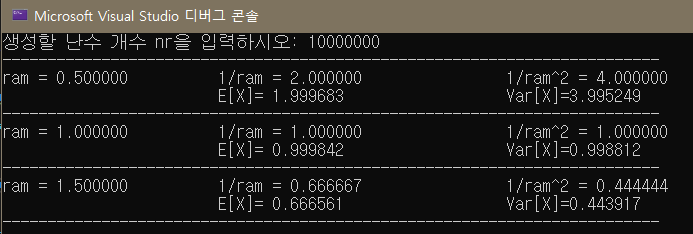 Microsoft Visual Studio 디버그 콘솔
생성할 난수 개수 nr을 입력하시오: 10000000
ram = 0.500000 1/ram = 2.000000 1/ram^2 = 4.000000
E[X]= 1.999683 Var[X]=3.995249
ram = 1.000000 1/ram = 1.000000 1/ram^2 = 1.000000
E[X]= 0.999842 Var[X]=0.998812
ram = 1.500000 1/ram = 0.666667 1/ram^2 = 0.444444
E[X]= 0.666561 Var[X]=0.443917